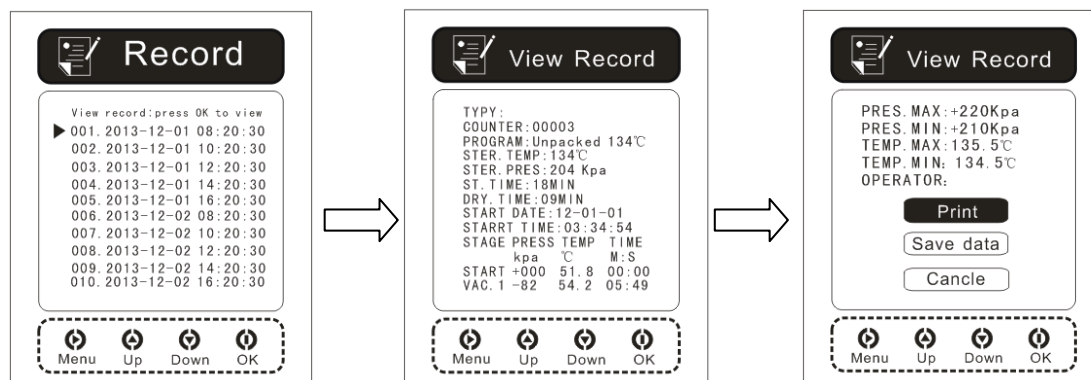 Record
View record:press OK to view
001. 2013-12-01 08:20:30
002. 2013-12-01 10:20:30
003. 2013-12-01 12:20:30
004. 2013-12-01 14:20:30
005. 2013-12-01 16:20:30
006. 2013-12-02 08:20:30
007. 2013-12-02 10:20:30
008. 2013-12-02 12:20:30
009. 2013-12-02 14:20:30
010. 2013-12-02 16:20:30
Menu Up Down OK
View Record
TYPY:
COUNTER:00003
PROGRAM:Unpacked 134℃
STER. TEMP:134℃
STER. PRES:204 Kpa
ST. TIME:18MIN
DRY. TIME:09MIN
START DATE:12-01-01
STARRT TIME:03:34:54
STAGE PRESS TEMP TIME
kpa ℃ M:S
START +000 51.8 00:00
VAC. 1 -82 54.2 05:49
Menu Up Down OK
View Record
PRES. MAX:+220Kpa
PRES. MIN:+210Kpa
TEMP. MAX:135.5℃
TEMP. MIN: 134.5℃
OPERATOR:
Print
Save data
Cancle
Menu Up Down OK